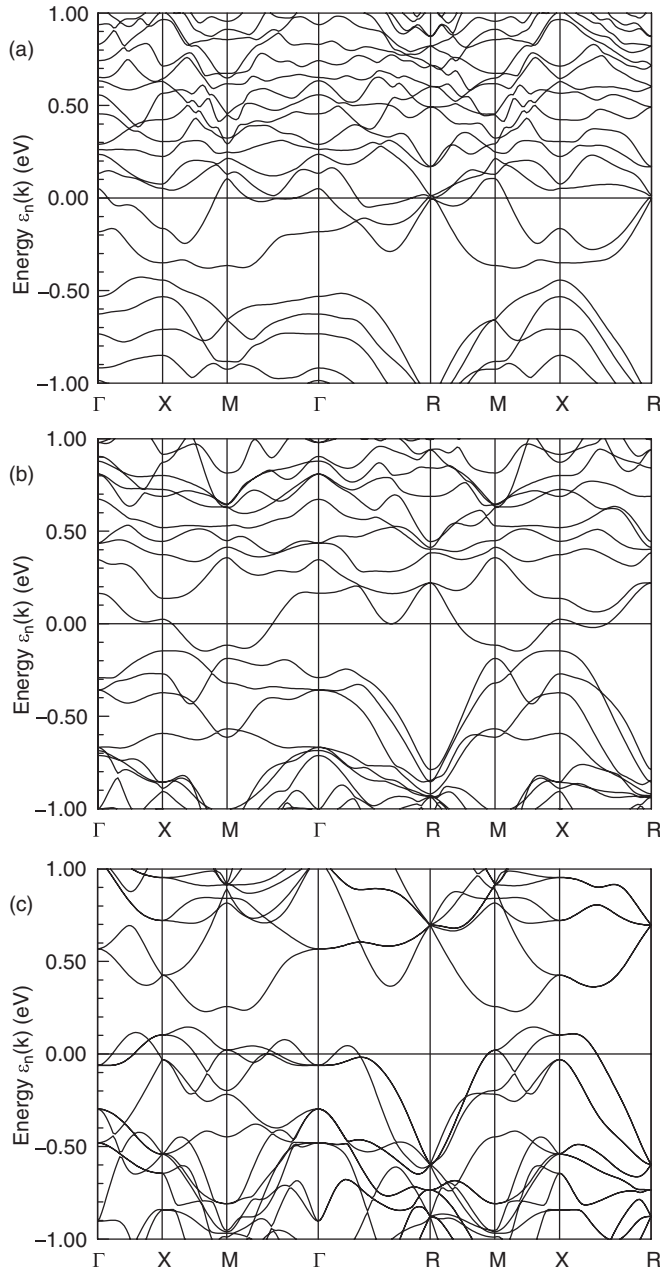 (a)
1.00
0.50
0.00
−0.50
−1.00
Energy εn(k) (eV)
Γ X M Γ R M X R
(b)
1.00
0.50
0.00
−0.50
−1.00
Energy εn(k) (eV)
Γ X M Γ R M X R
(c)
1.00
0.50
0.00
−0.50
−1.00
Energy εn(k) (eV)
Γ X M Γ R M X R